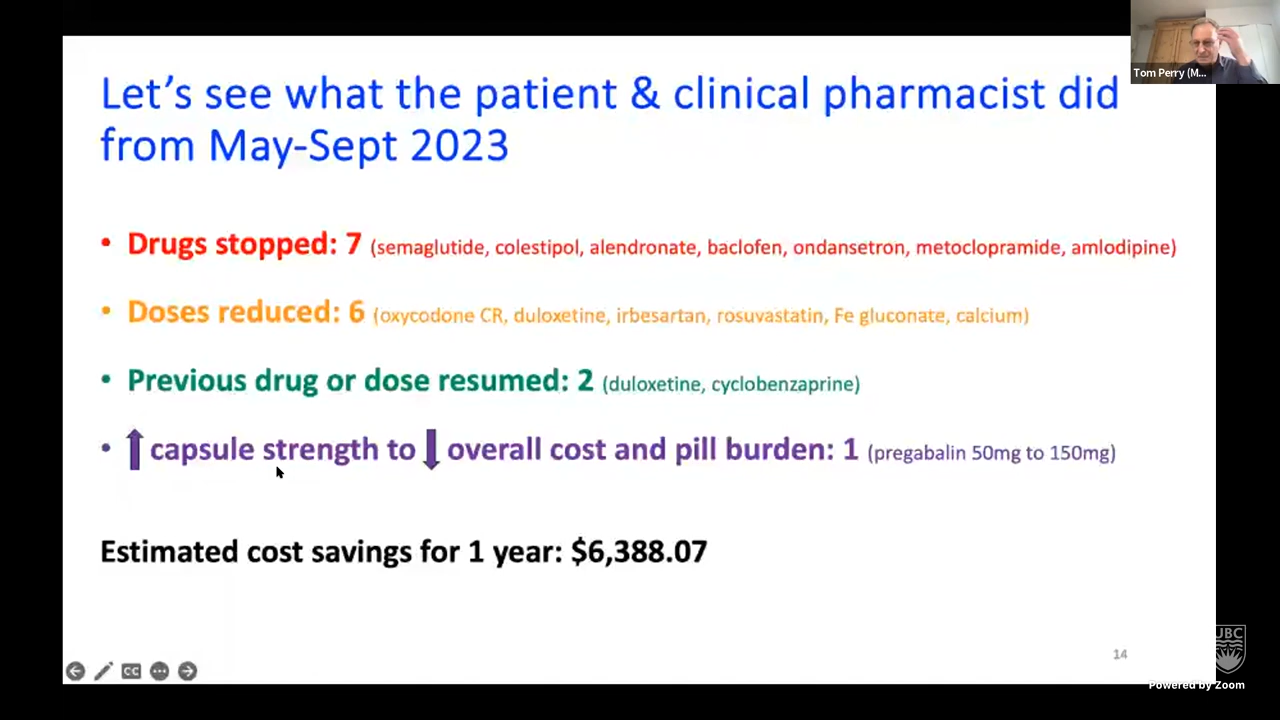 Tom Perry (M...
Let's see what the patient & clinical pharmacist did
from May-Sept 2023
• Drugs stopped: 7 (semaglutide, colestipol, alendronate, baclofen, ondansetron, metoclopramide, amlodipine)
• Doses reduced: 6 (oxycodone CR, duloxetine, irbesartan, rosuvastatin, Fe gluconate, calcium)
• Previous drug or dose resumed: 2 (duloxetine, cyclobenzaprine)
• ⬆ capsule strength to ⬇ overall cost and pill burden: 1 (pregabalin 50mg to 150mg)
Estimated cost savings for 1 year: $6,388.07
14
UBC
CC
Powered by Zoom